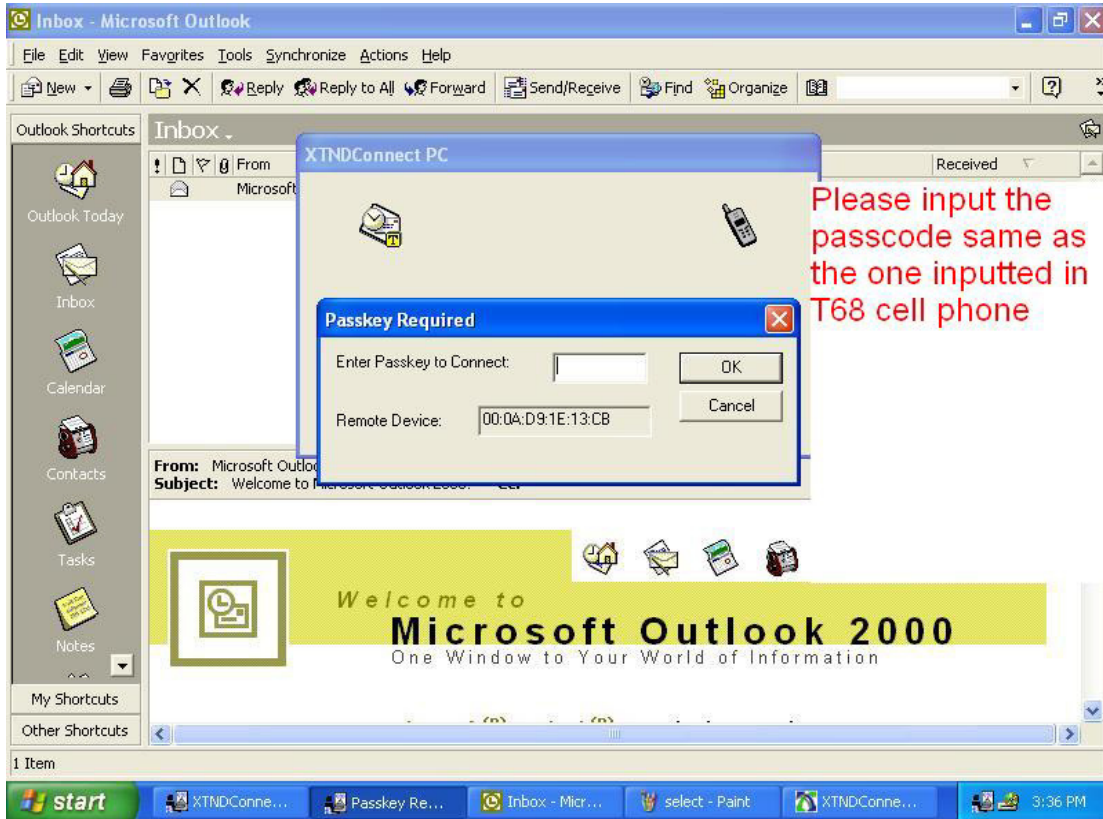 Inbox - Microsoft Outlook
File Edit View Favorites Tools Synchronize Actions Help
New Reply Reply to All Forward Send/Receive Find Organize
Outlook Shortcuts
Inbox
From Received
Microsoft
Outlook Today
Inbox
Calendar
Contacts
Tasks
Notes
My Shortcuts
Other Shortcuts
XTNDConnect PC
Passkey Required
Enter Passkey to Connect:
OK
Remote Device: 00:0A:D9:1E:13:CB
Cancel
Please input the
passcode same as
the one inputted in
T68 cell phone
From: Microsoft Outloo
Subject: Welcome to
Welcome to
Microsoft Outlook 2000
One Window to Your World of Information
1 Item
start XTNDConne... Passkey Re... Inbox - Micr... select - Paint XTNDConne... 3:36 PM